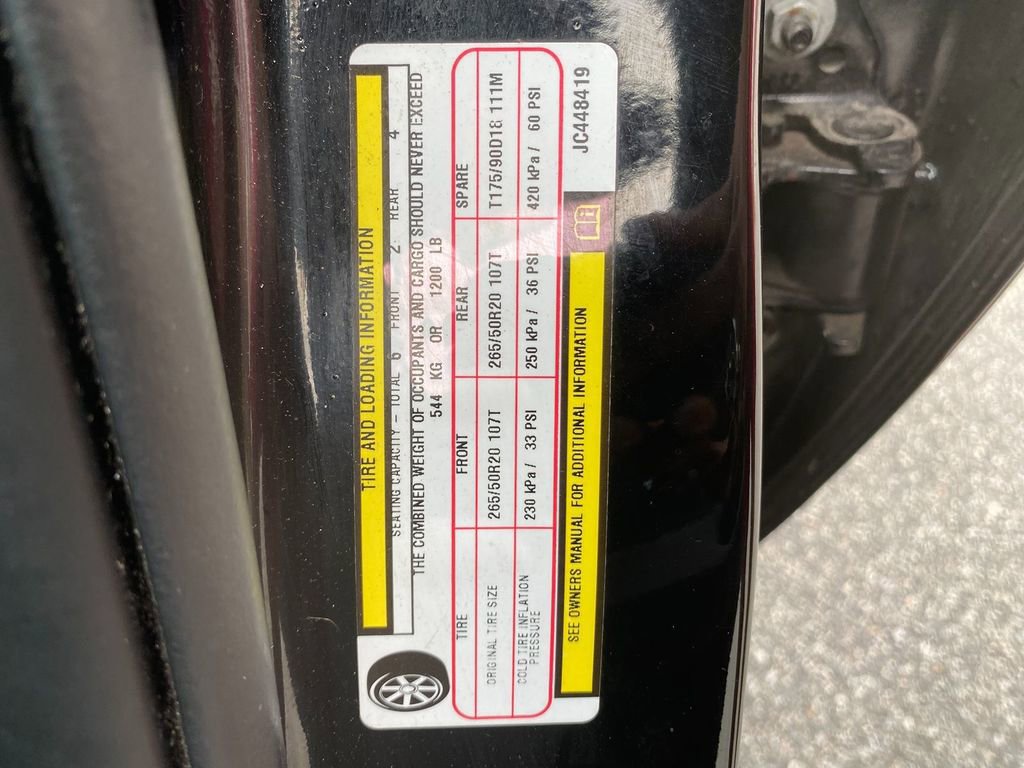 TIRE AND LOADING INFORMATION
SEATING CAPACITY – TOTAL 6 FRONT 2 REAR 4
THE COMBINED WEIGHT OF OCCUPANTS AND CARGO SHOULD NEVER EXCEED
544 KG OR 1200 LB
TIRE FRONT REAR SPARE
ORIGINAL TIRE SIZE 265/50R20 107T 265/50R20 107T T175/90D18 111M
COLD TIRE INFLATION PRESSURE 230 kPa / 33 PSI 250 kPa / 36 PSI 420 kPa / 60 PSI
SEE OWNERS MANUAL FOR ADDITIONAL INFORMATION
JC448419